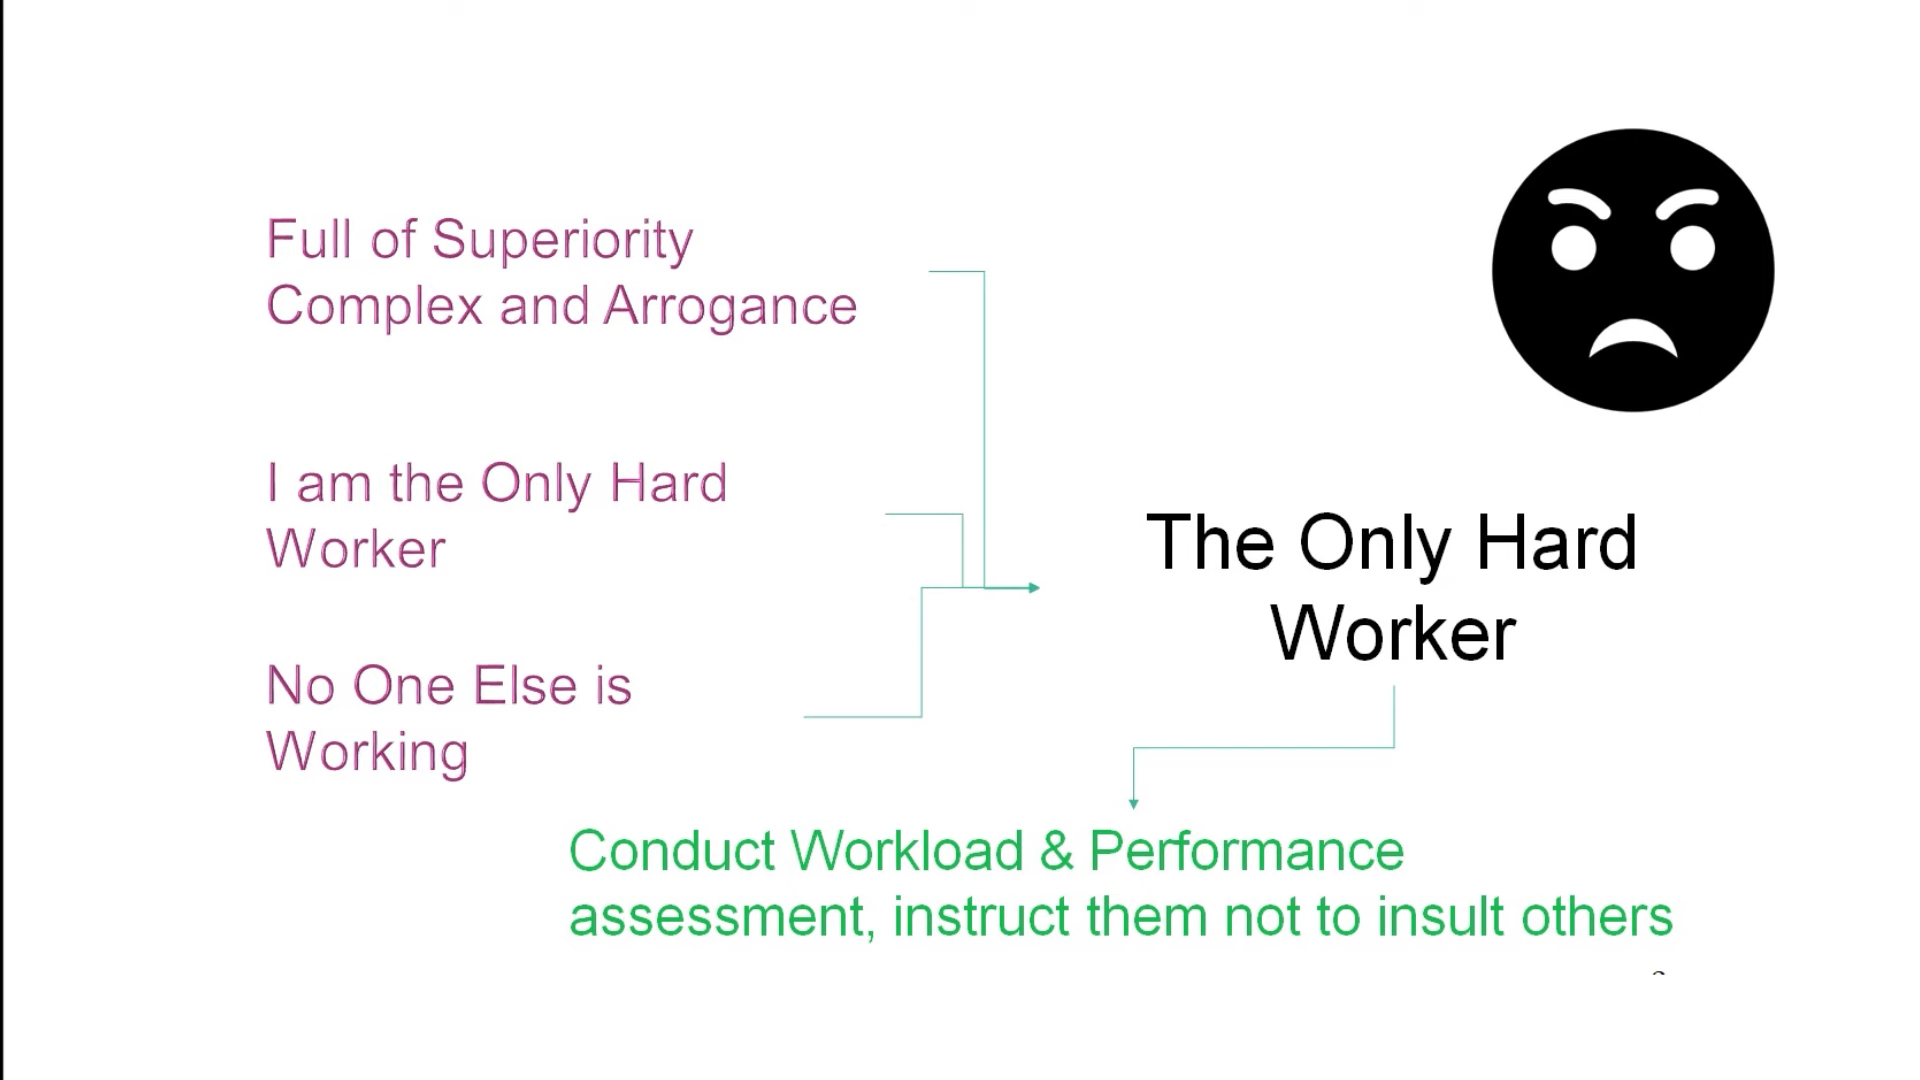 Full of Superiority
Complex and Arrogance
I am the Only Hard
Worker
No One Else is
Working
The Only Hard
Worker
Conduct Workload & Performance
assessment, instruct them not to insult others